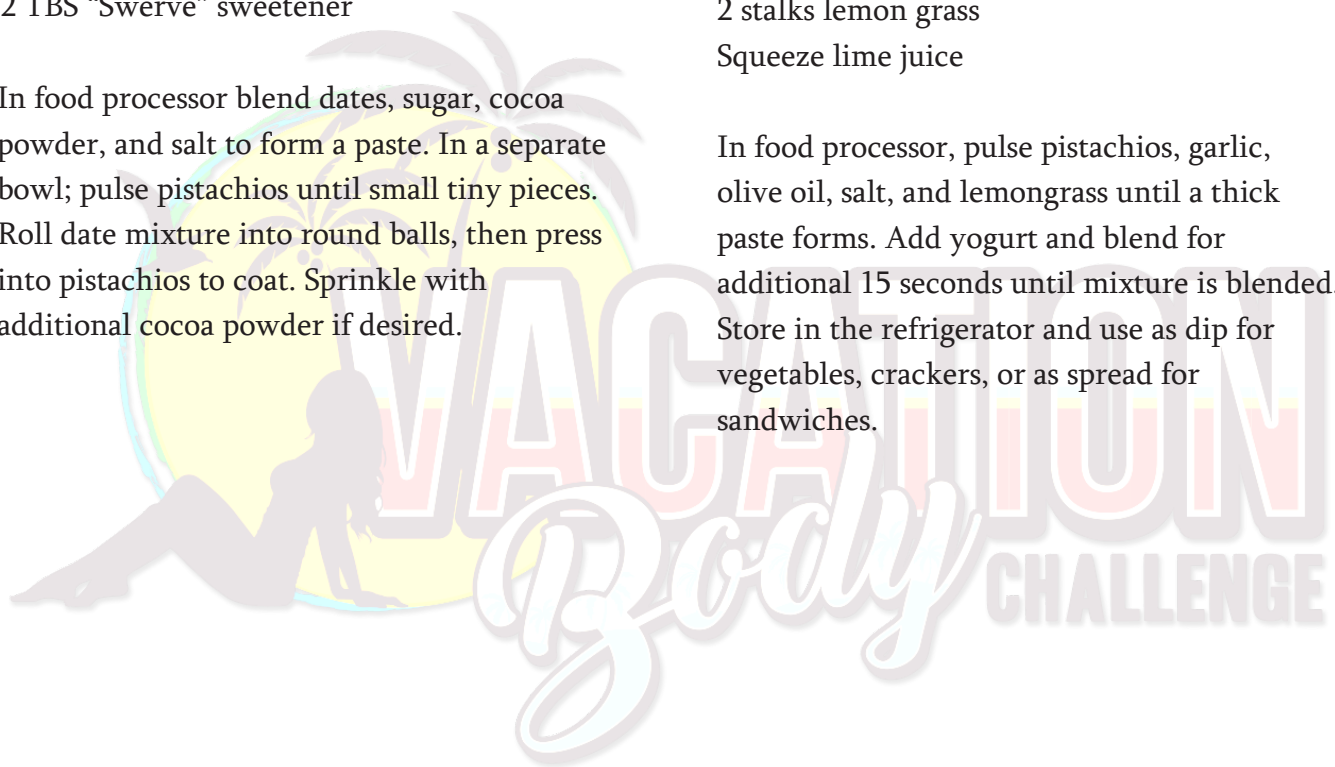 2 TBS “Swerve” sweetener
In food processor blend dates, sugar, cocoa
powder, and salt to form a paste. In a separate
bowl; pulse pistachios until small tiny pieces.
Roll date mixture into round balls, then press
into pistachios to coat. Sprinkle with
additional cocoa powder if desired.
2 stalks lemon grass
Squeeze lime juice
In food processor, pulse pistachios, garlic,
olive oil, salt, and lemongrass until a thick
paste forms. Add yogurt and blend for
additional 15 seconds until mixture is blended.
Store in the refrigerator and use as dip for
vegetables, crackers, or as spread for
sandwiches.
VACATION
Body
CHALLENGE